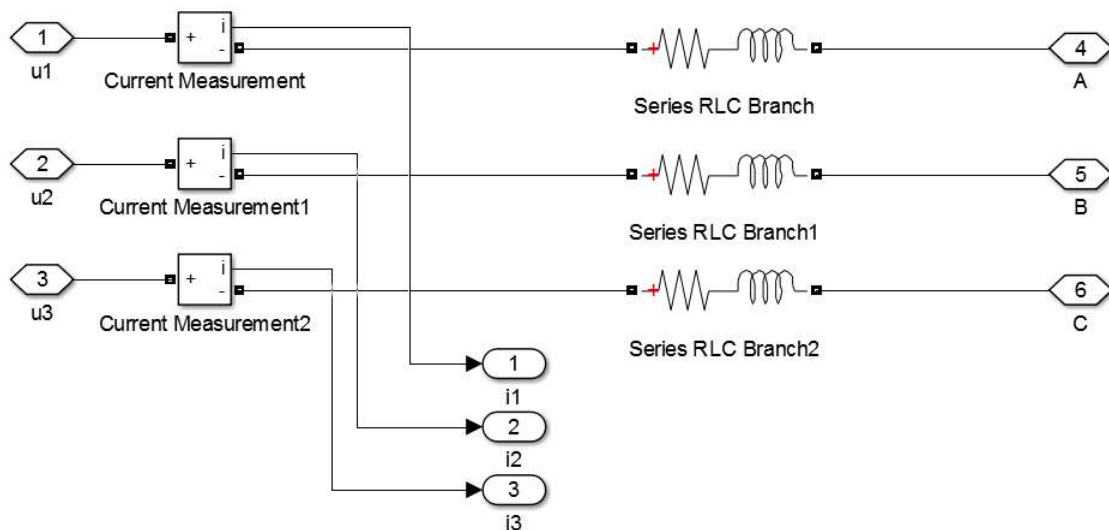 1
u1
+
i
-
Current Measurement
+
Series RLC Branch
4
A
2
u2
+
i
-
Current Measurement1
+
Series RLC Branch1
5
B
3
u3
+
i
-
Current Measurement2
+
Series RLC Branch2
6
C
1
i1
2
i2
3
i3